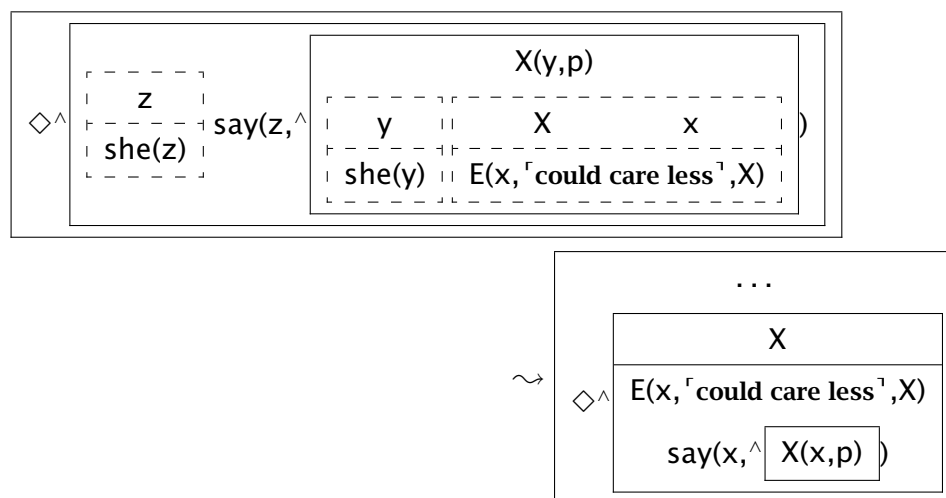 X(y,p)
z y X x
◇^ say(z,^ )
she(z) she(y) E(x,⌜could care less⌝,X)
...
X
⤳ ◇^ E(x,⌜could care less⌝,X)
say(x,^ X(x,p) )